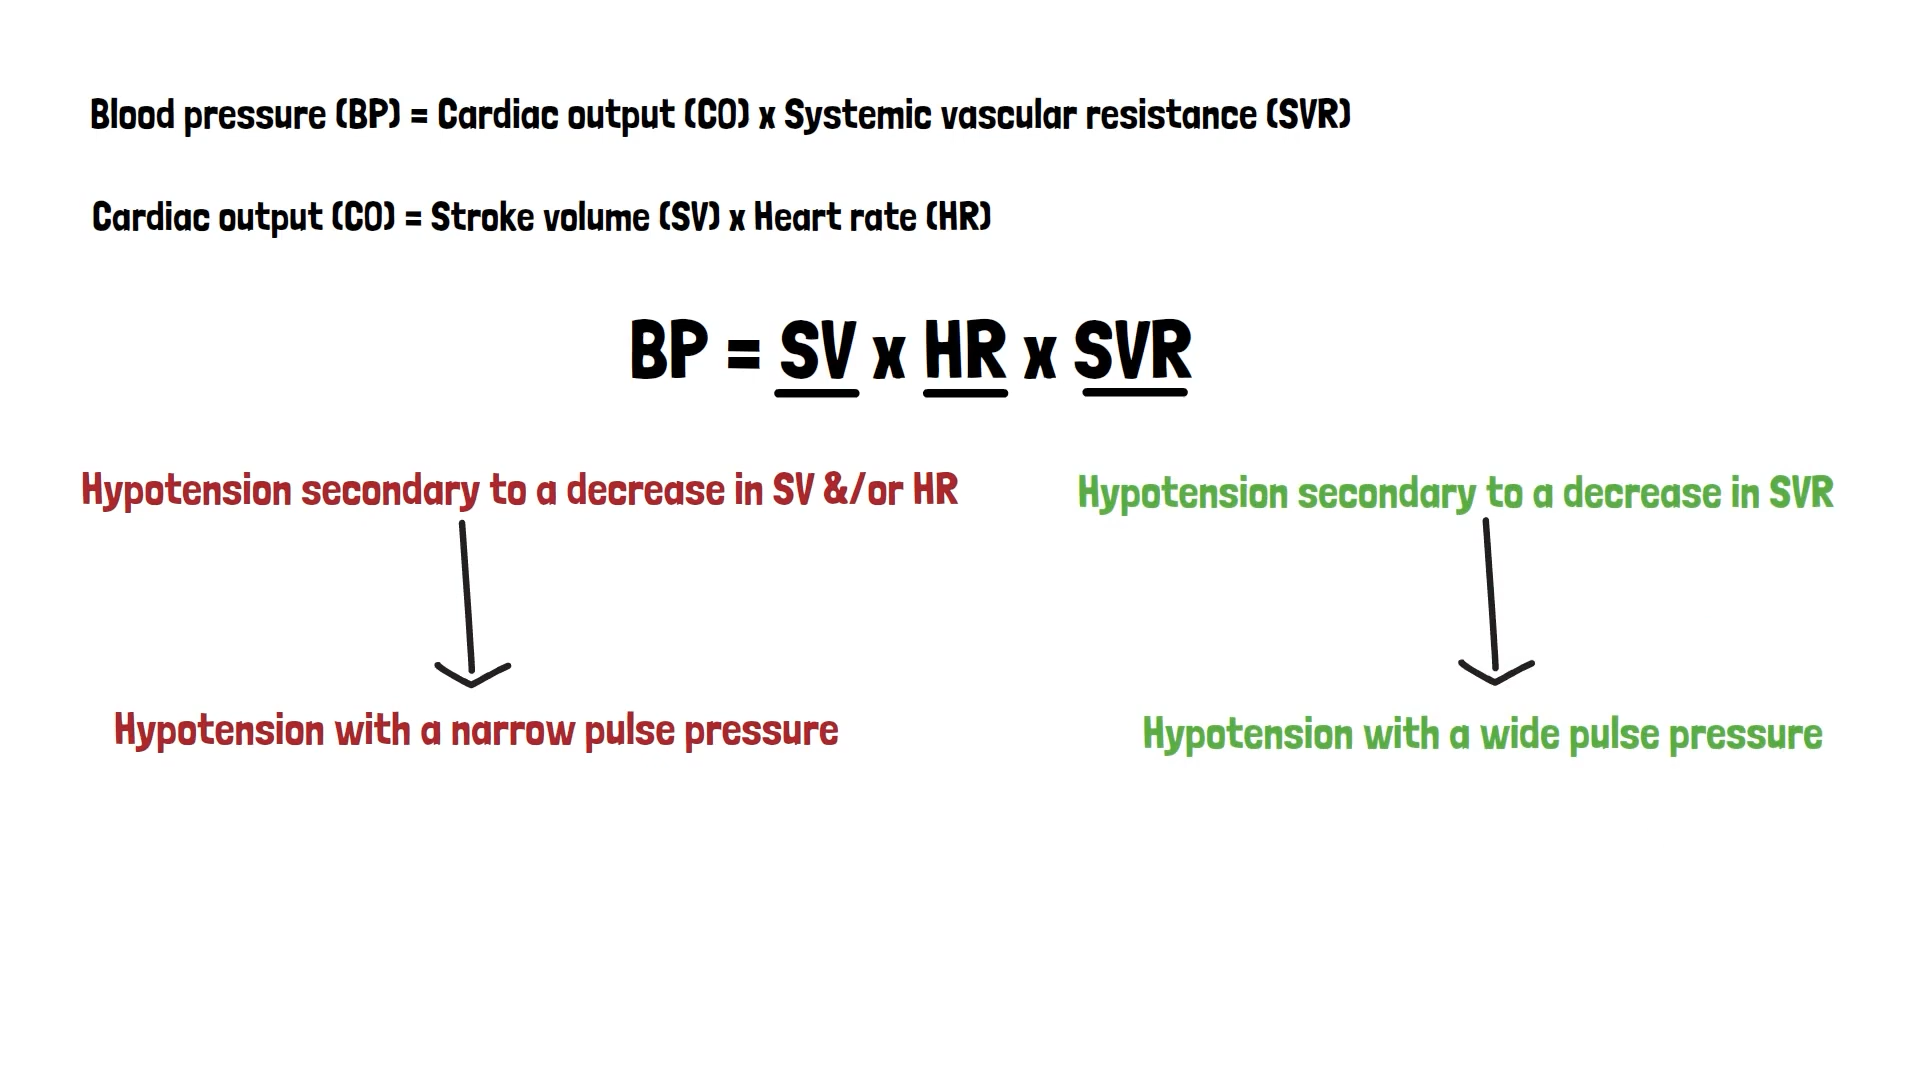 Blood pressure (BP) = Cardiac output (CO) x Systemic vascular resistance (SVR)
Cardiac output (CO) = Stroke volume (SV) x Heart rate (HR)
BP = SV x HR x SVR
Hypotension secondary to a decrease in SV &/or HR
Hypotension secondary to a decrease in SVR
Hypotension with a narrow pulse pressure
Hypotension with a wide pulse pressure